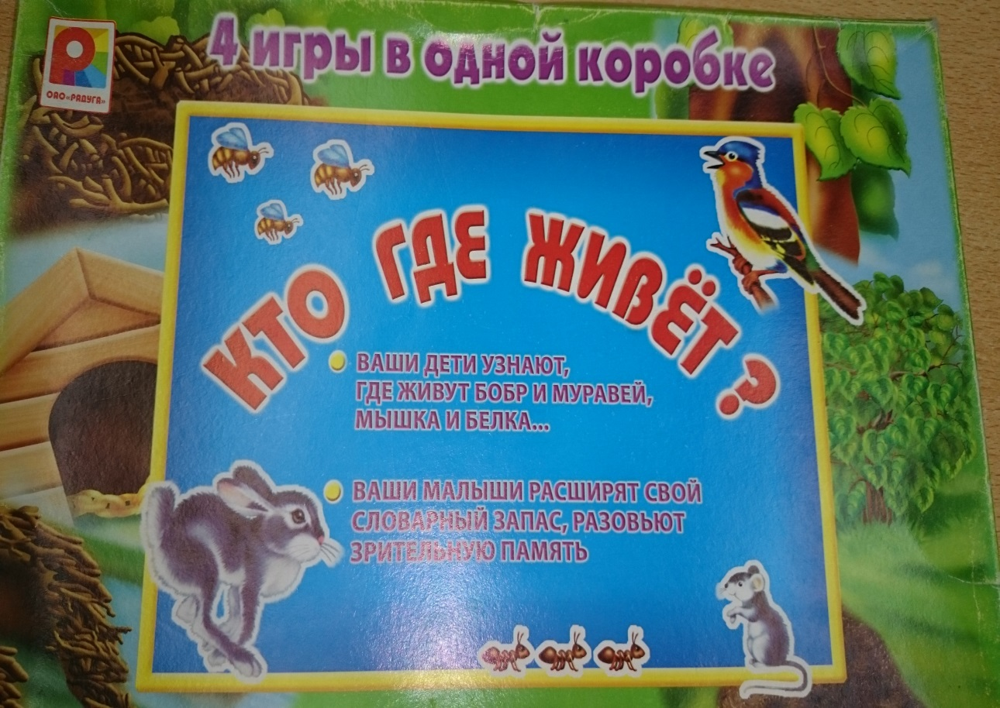 4 игры в одной коробке
ОАО «РАДУГА»
КТО ГДЕ ЖИВЁТ?
ВАШИ ДЕТИ УЗНАЮТ,
ГДЕ ЖИВУТ БОБР И МУРАВЕЙ,
МЫШКА И БЕЛКА...
ВАШИ МАЛЫШИ РАСШИРЯТ СВОЙ
СЛОВАРНЫЙ ЗАПАС, РАЗОВЬЮТ
ЗРИТЕЛЬНУЮ ПАМЯТЬ